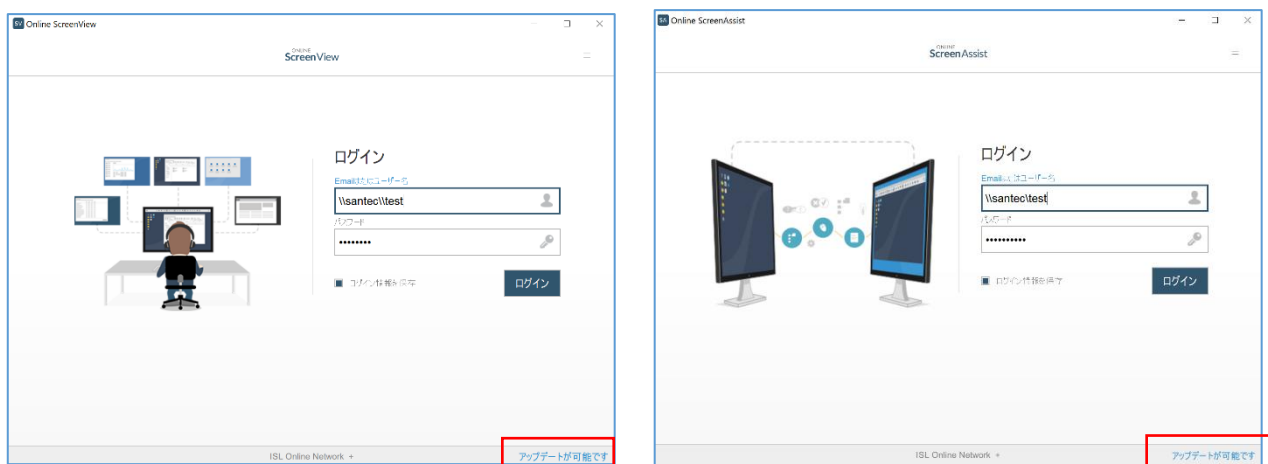 Online ScreenView
ONLINE
ScreenView
ログイン
Emailまたはユーザー名
\\santec\\test
パスワード
••••••••
ログイン情報を保存
ログイン
ISL Online Network +
アップデートが可能です
Online ScreenAssist
ONLINE
ScreenAssist
ログイン
Emailまたはユーザー名
\\santec\test
パスワード
••••••••••
ログイン情報を保存
ログイン
ISL Online Network +
アップデートが可能です